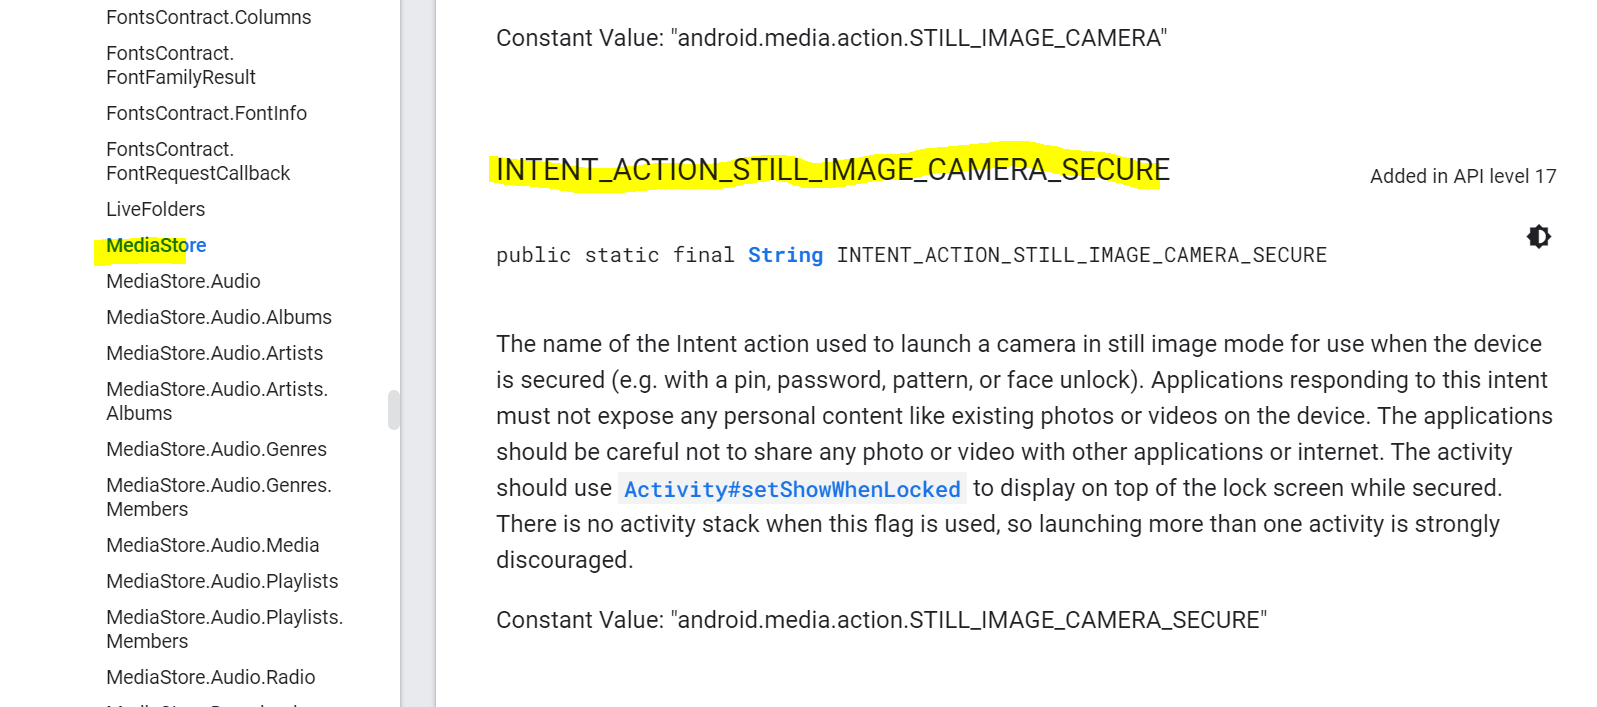 FontsContract.Columns
FontsContract.
FontFamilyResult
FontsContract.FontInfo
FontsContract.
FontRequestCallback
LiveFolders
MediaStore
MediaStore.Audio
MediaStore.Audio.Albums
MediaStore.Audio.Artists
MediaStore.Audio.Artists.
Albums
MediaStore.Audio.Genres
MediaStore.Audio.Genres.
Members
MediaStore.Audio.Media
MediaStore.Audio.Playlists
MediaStore.Audio.Playlists.
Members
MediaStore.Audio.Radio
Constant Value: "android.media.action.STILL_IMAGE_CAMERA"
INTENT_ACTION_STILL_IMAGE_CAMERA_SECURE
Added in API level 17
public static final String INTENT_ACTION_STILL_IMAGE_CAMERA_SECURE
The name of the Intent action used to launch a camera in still image mode for use when the device
is secured (e.g. with a pin, password, pattern, or face unlock). Applications responding to this intent
must not expose any personal content like existing photos or videos on the device. The applications
should be careful not to share any photo or video with other applications or internet. The activity
should use Activity#setShowWhenLocked to display on top of the lock screen while secured.
There is no activity stack when this flag is used, so launching more than one activity is strongly
discouraged.
Constant Value: "android.media.action.STILL_IMAGE_CAMERA_SECURE"